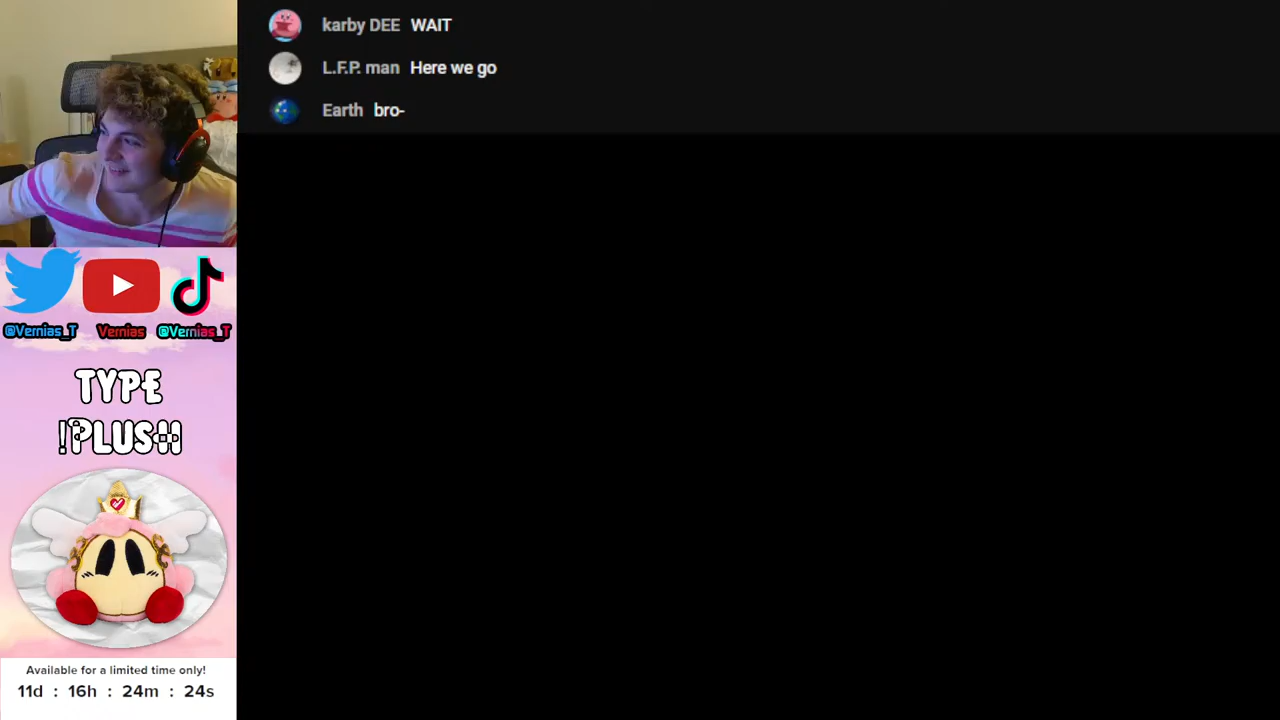 karby DEE WAIT
L.F.P. man Here we go
Earth bro-
@Vernias_T Vernias @Vernias_T
TYPE
!PLUSH
Available for a limited time only!
11d : 16h : 24m : 24s